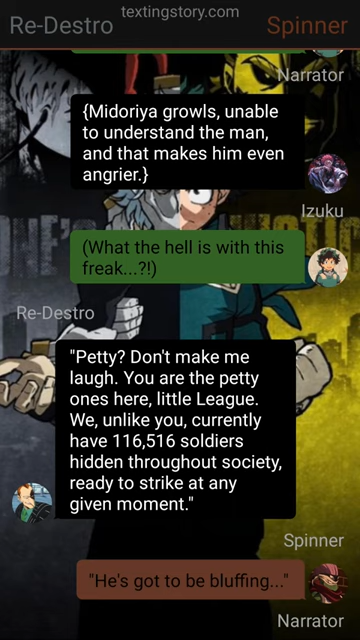 textingstory.com
Re-Destro
Spinner
Narrator
{Midoriya growls, unable
to understand the man,
and that makes him even
angrier.}
Izuku
(What the hell is with this
freak...?!)
Re-Destro
"Petty? Don't make me
laugh. You are the petty
ones here, little League.
We, unlike you, currently
have 116,516 soldiers
hidden throughout society,
ready to strike at any
given moment."
Spinner
"He's got to be bluffing..."
Narrator